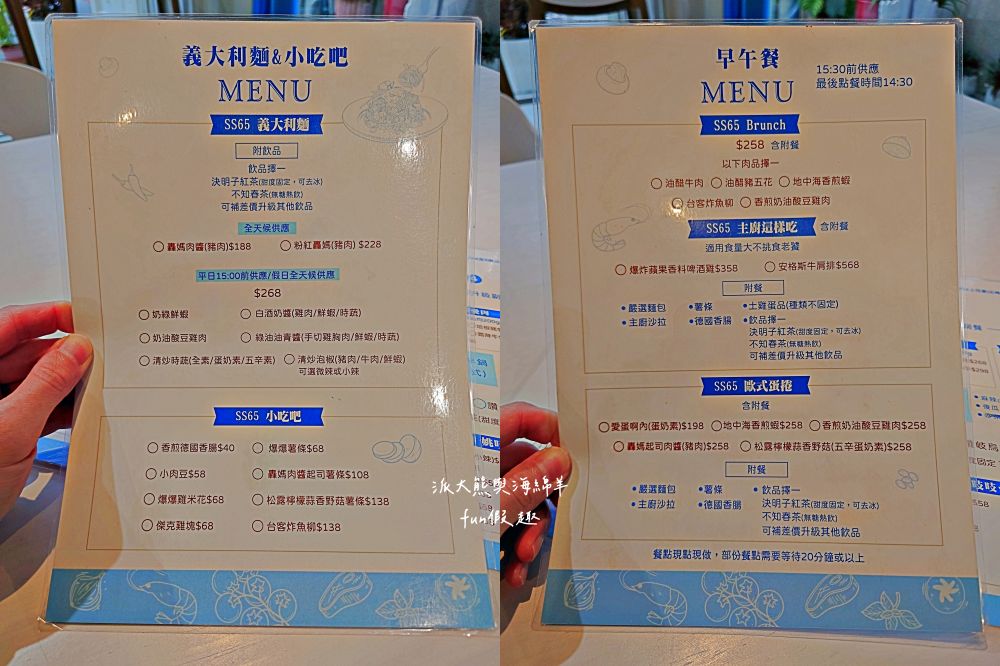 義大利麵&小吃吧
MENU
SS65 義大利麵
附飲品
飲品擇一
決明子紅茶(甜度固定，可去冰)
不知春茶(無糖熱飲)
可補差價升級其他飲品
全天候供應
轟媽肉醬(豬肉)$188 粉紅轟媽(豬肉) $228
平日15:00前供應/假日全天候供應
$268
奶綠鮮蝦 白酒奶醬(雞肉/鮮蝦/時蔬)
奶油酸豆雞肉 綠油油青醬(手切雞胸肉/鮮蝦/時蔬)
清炒時蔬(全素/蛋奶素/五辛素) 清炒泡椒(豬肉/牛肉/鮮蝦)
可選微辣或小辣
SS65 小吃吧
香煎德國香腸$40 爆爆薯條$68
小肉豆$58 轟媽肉醬起司薯條$108
爆爆雞米花$68 松露檸檬蒜香野菇薯條$138
傑克雞塊$68 台客炸魚柳$138
早午餐
MENU
15:30前供應
最後點餐時間14:30
SS65 Brunch
$258 含附餐
以下肉品擇一
油醋牛肉 油醋豬五花 地中海香煎蝦
台客炸魚柳 香煎奶油酸豆雞肉
SS65 主廚這樣吃 含附餐
適用食量大不挑食老饕
爆炸蘋果香料啤酒雞$358 安格斯牛肩排$568
附餐
•嚴選麵包 •薯條 •土雞蛋品(種類不固定)
•主廚沙拉 •德國香腸 •飲品擇一
決明子紅茶(甜度固定，可去冰)
不知春茶(無糖熱飲)
可補差價升級其他飲品
SS65 歐式蛋捲
含附餐
愛蛋啊內(蛋奶素)$198 地中海香煎蝦$258 香煎奶油酸豆雞肉$258
轟媽起司肉醬(豬肉)$258 松露檸檬蒜香野菇(五辛蛋奶素)$258
附餐
•嚴選麵包 •薯條 •飲品擇一
•主廚沙拉 •德國香腸 決明子紅茶(甜度固定，可去冰)
不知春茶(無糖熱飲)
可補差價升級其他飲品
餐點現點現做，部份餐點需要等待20分鐘或以上
派大熊與海綿羊
fun假趣